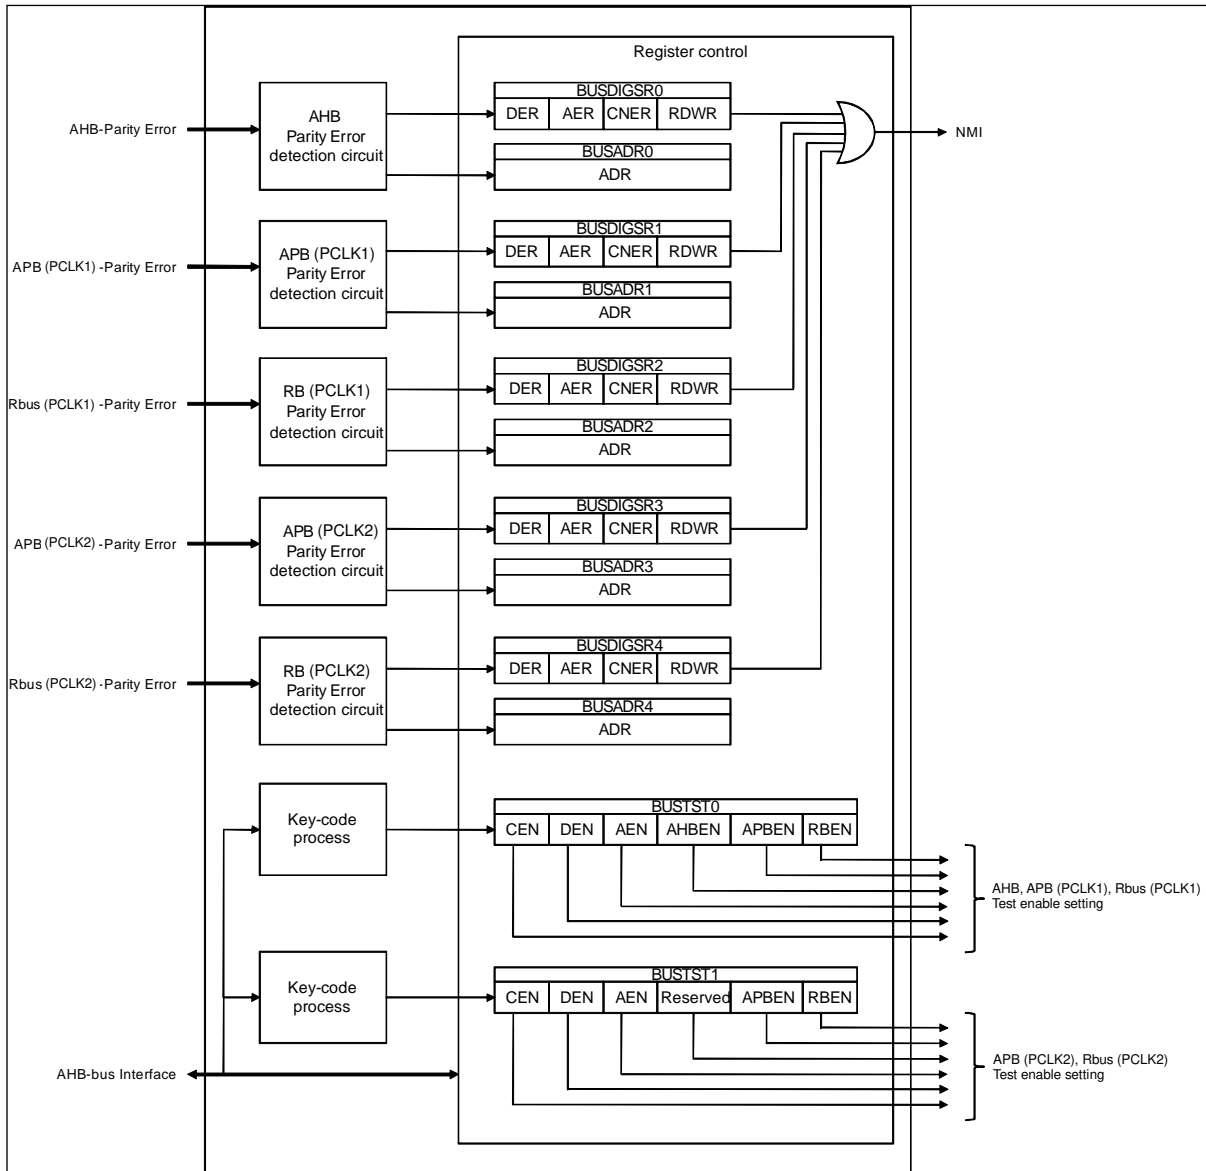 Register control
AHB-Parity Error
AHB
Parity Error
detection circuit
BUSDIGSR0
DER AER CNER RDWR
BUSADR0
ADR
NMI
APB (PCLK1) -Parity Error
APB (PCLK1)
Parity Error
detection circuit
BUSDIGSR1
DER AER CNER RDWR
BUSADR1
ADR
Rbus (PCLK1) -Parity Error
RB (PCLK1)
Parity Error
detection circuit
BUSDIGSR2
DER AER CNER RDWR
BUSADR2
ADR
APB (PCLK2) -Parity Error
APB (PCLK2)
Parity Error
detection circuit
BUSDIGSR3
DER AER CNER RDWR
BUSADR3
ADR
Rbus (PCLK2) -Parity Error
RB (PCLK2)
Parity Error
detection circuit
BUSDIGSR4
DER AER CNER RDWR
BUSADR4
ADR
Key-code
process
BUSTST0
CEN DEN AEN AHBEN APBEN RBEN
AHB, APB (PCLK1), Rbus (PCLK1)
Test enable setting
Key-code
process
BUSTST1
CEN DEN AEN Reserved APBEN RBEN
APB (PCLK2), Rbus (PCLK2)
Test enable setting
AHB-bus Interface